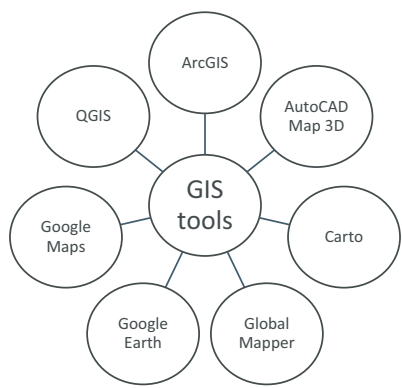 ArcGIS
QGIS
AutoCAD
Map 3D
GIS
tools
Google
Maps
Carto
Google
Earth
Global
Mapper